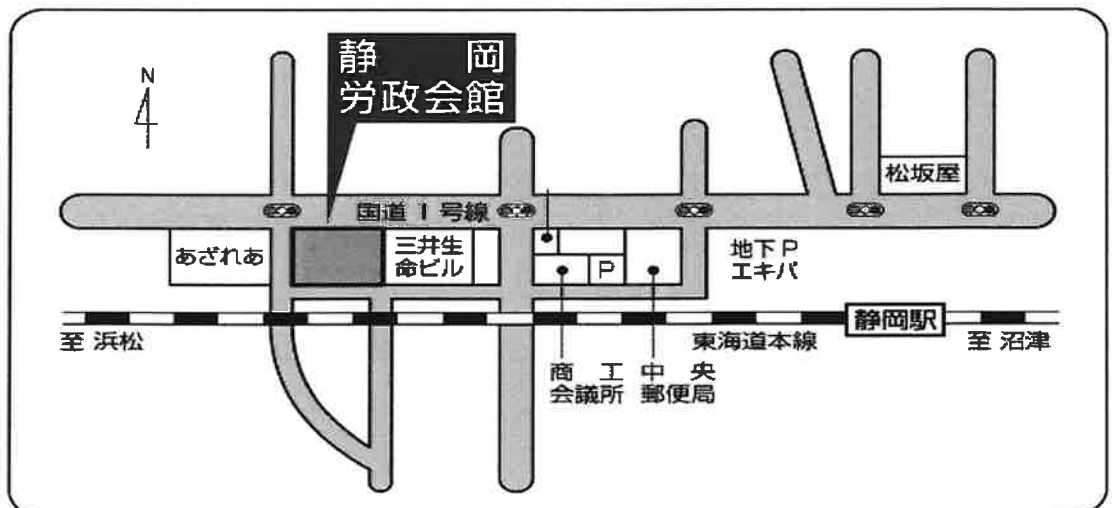 静岡
労政会館
N
松坂屋
国道1号線
あざれあ
三井生
命ビル
P
地下P
エキパ
静岡駅
至 浜松
東海道本線
至 沼津
商工
会議所
中央
郵便局